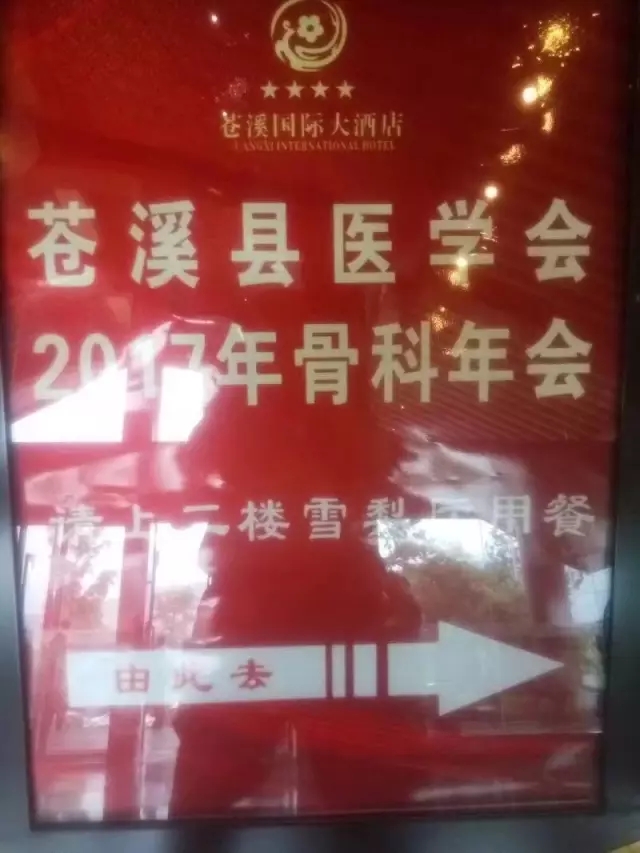 苍溪国际大酒店
CANGXI INTERNATIONAL HOTEL
苍溪县医学会
2017年骨科年会
请上二楼雪梨厅用餐
由此去